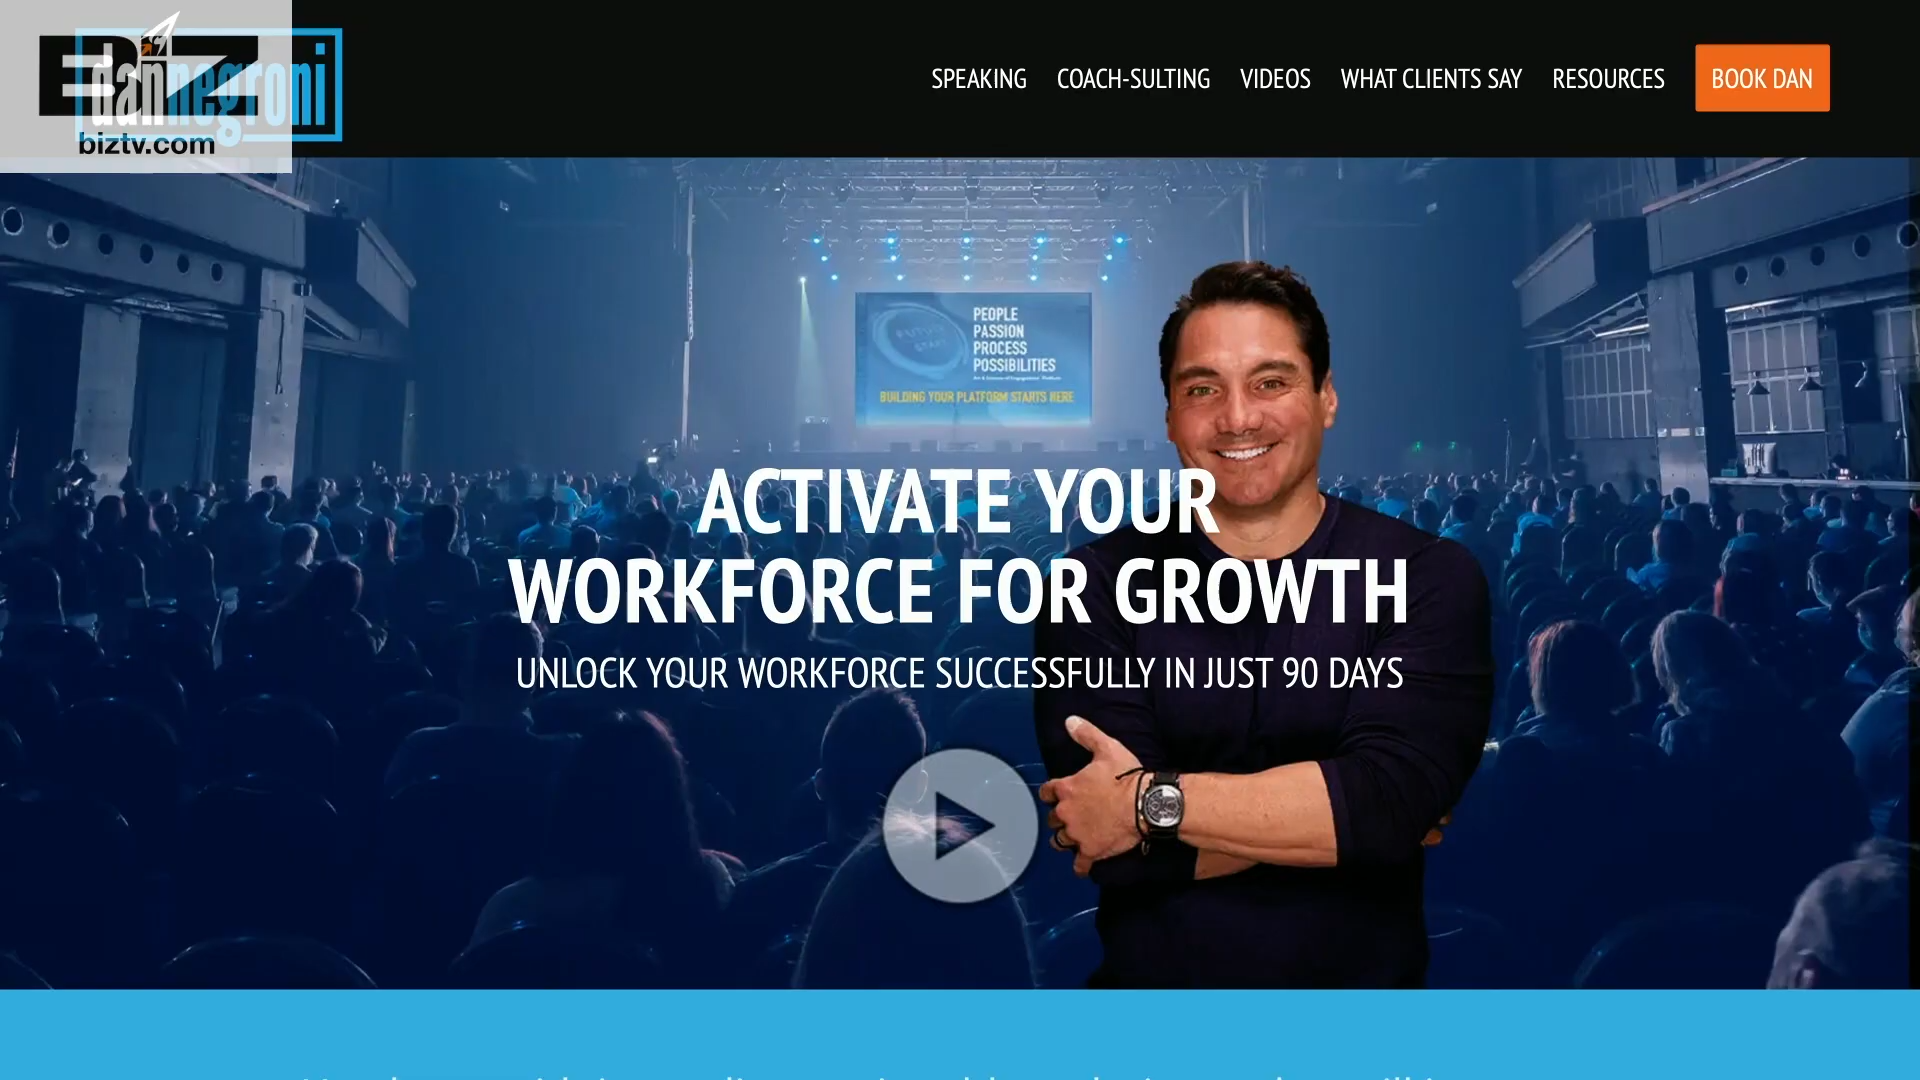 BiZ
biztv.com
dannegroni
SPEAKING COACH-SULTING VIDEOS WHAT CLIENTS SAY RESOURCES BOOK DAN
PEOPLE
PASSION
PROCESS
POSSIBILITIES
BUILDING YOUR PLATFORM STARTS HERE
ACTIVATE YOUR
WORKFORCE FOR GROWTH
UNLOCK YOUR WORKFORCE SUCCESSFULLY IN JUST 90 DAYS